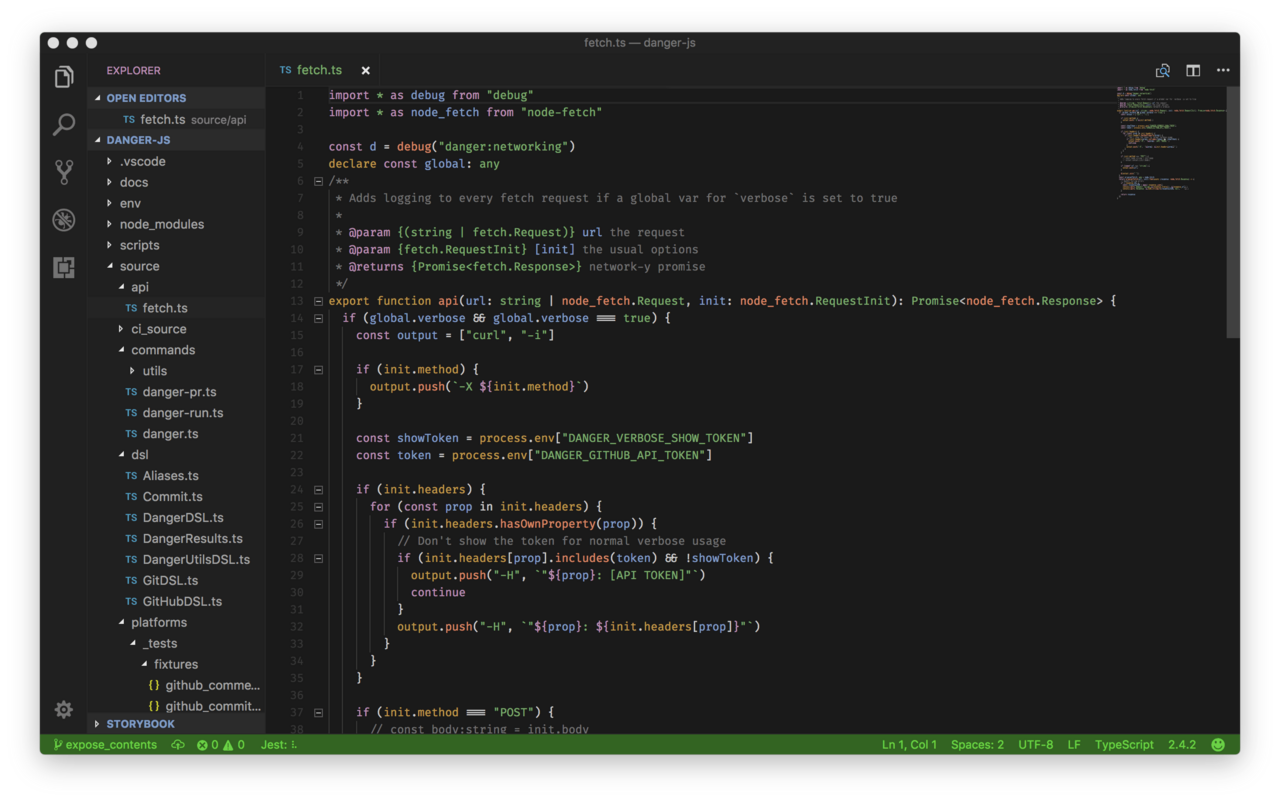 fetch.ts — danger-js
EXPLORER
OPEN EDITORS
TS fetch.ts source/api
DANGER-JS
.vscode
docs
env
node_modules
scripts
source
api
TS fetch.ts
ci_source
commands
utils
TS danger-pr.ts
TS danger-run.ts
TS danger.ts
dsl
TS Aliases.ts
TS Commit.ts
TS DangerDSL.ts
TS DangerResults.ts
TS DangerUtilsDSL.ts
TS GitDSL.ts
TS GitHubDSL.ts
platforms
_tests
fixtures
{} github_comme...
{} github_commit...
STORYBOOK
TS fetch.ts
1 import * as debug from "debug"
2 import * as node_fetch from "node-fetch"
3
4 const d = debug("danger:networking")
5 declare const global: any
6 /**
7 * Adds logging to every fetch request if a global var for `verbose` is set to true
8 *
9 * @param {(string | fetch.Request)} url the request
10 * @param {fetch.RequestInit} [init] the usual options
11 * @returns {Promise<fetch.Response>} network-y promise
12 */
13 export function api(url: string | node_fetch.Request, init: node_fetch.RequestInit): Promise<node_fetch.Response> {
14 if (global.verbose && global.verbose === true) {
15 const output = ["curl", "-i"]
16
17 if (init.method) {
18 output.push(`-X ${init.method}`)
19 }
20
21 const showToken = process.env["DANGER_VERBOSE_SHOW_TOKEN"]
22 const token = process.env["DANGER_GITHUB_API_TOKEN"]
23
24 if (init.headers) {
25 for (const prop in init.headers) {
26 if (init.headers.hasOwnProperty(prop)) {
27 // Don't show the token for normal verbose usage
28 if (init.headers[prop].includes(token) && !showToken) {
29 output.push("-H", `"${prop}: [API TOKEN]"`)
30 continue
31 }
32 output.push("-H", `"${prop}: ${init.headers[prop]}"`)
33 }
34 }
35 }
36
37 if (init.method === "POST") {
38 // const body:string = init.body
expose_contents 0 0 Jest:
Ln 1, Col 1 Spaces: 2 UTF-8 LF TypeScript 2.4.2